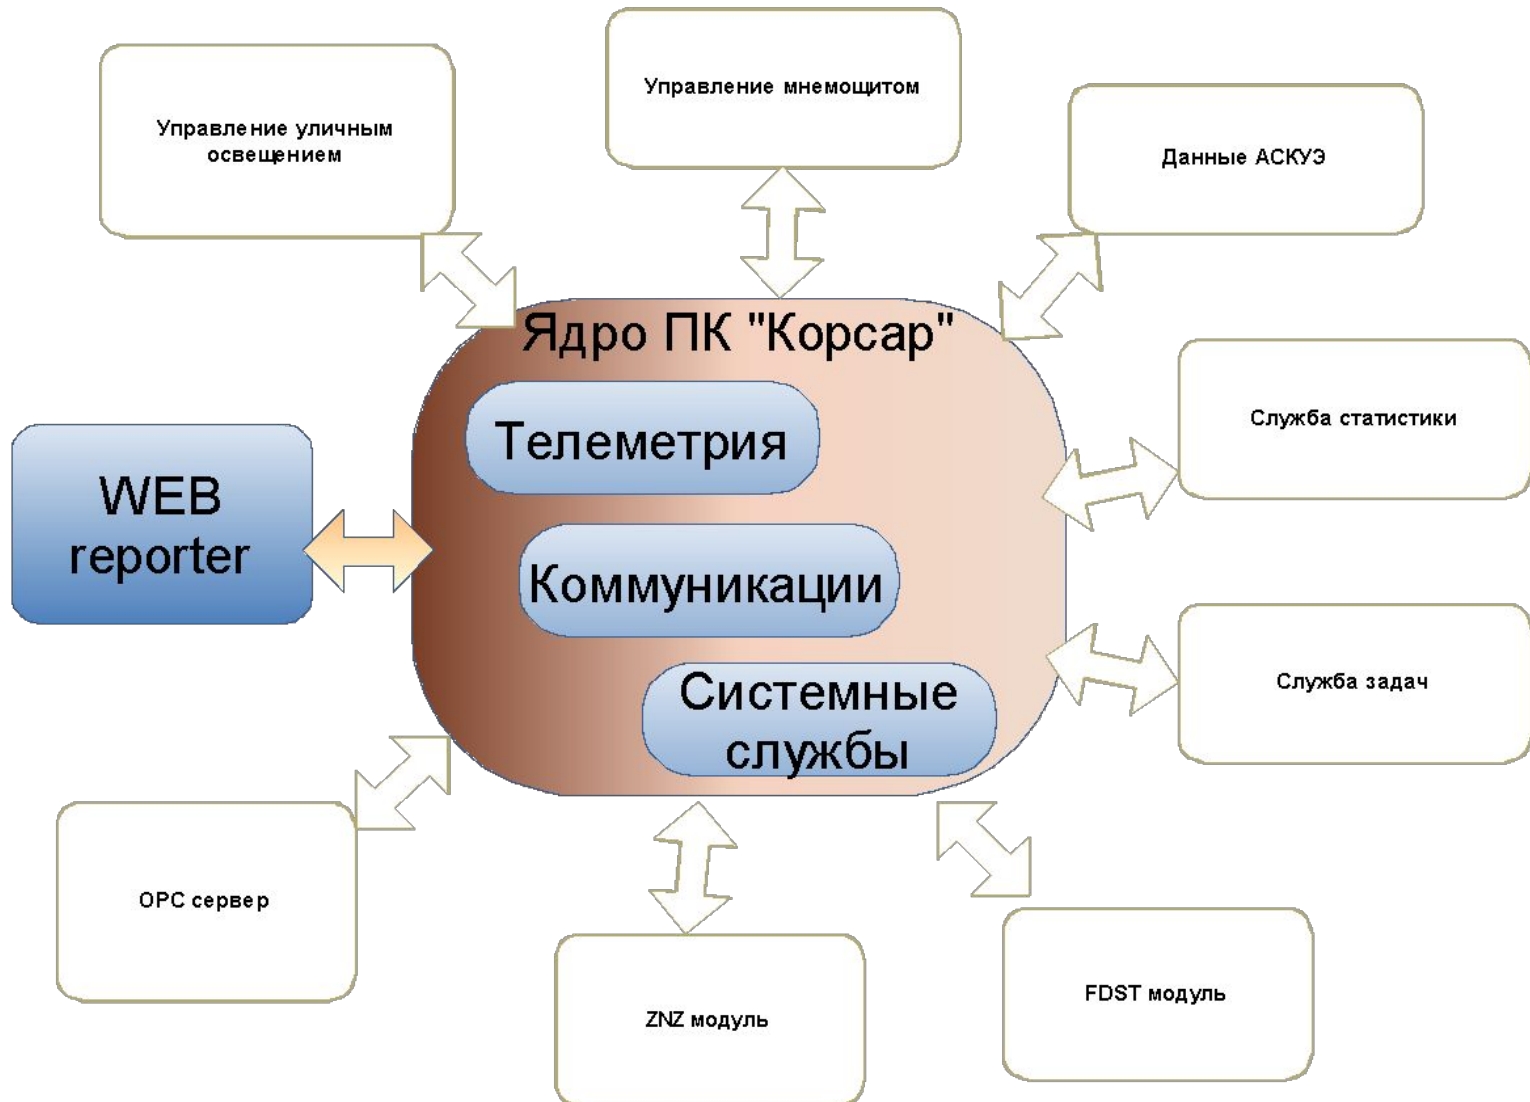 Управление мнемощитом
Управление уличным
освещением
Данные АСКУЭ
Ядро ПК "Корсар"
Телеметрия
Служба статистики
WEB
reporter
Коммуникации
Системные
службы
Служба задач
OPC сервер
ZNZ модуль
FDST модуль